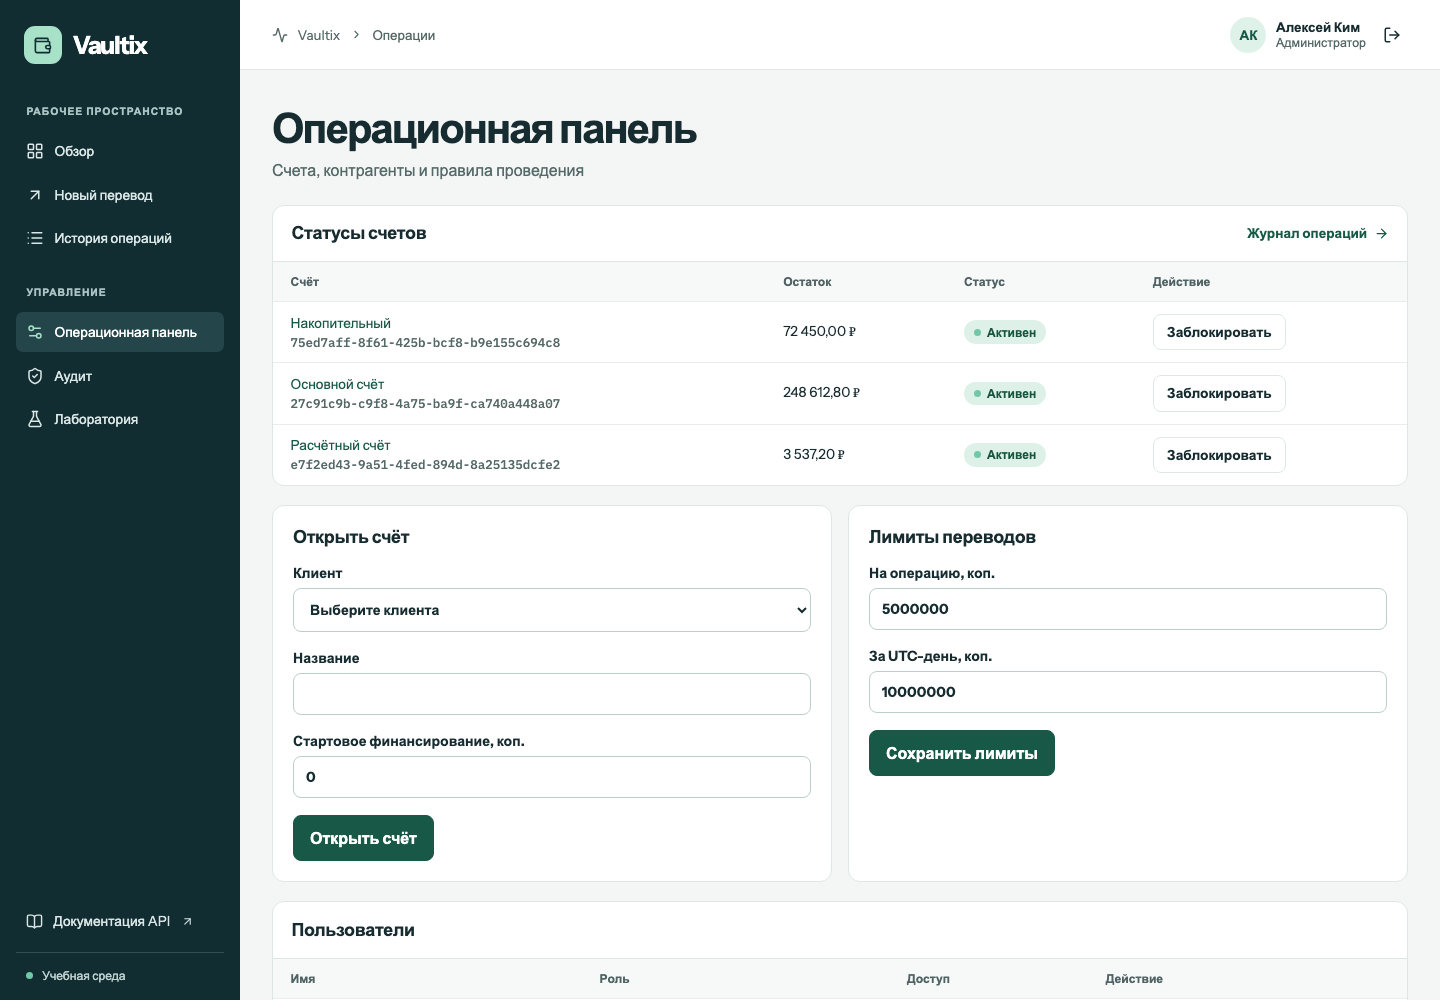 Vaultix
РАБОЧЕЕ ПРОСТРАНСТВО
Обзор
Новый перевод
История операций
УПРАВЛЕНИЕ
Операционная панель
Аудит
Лаборатория
Документация API
Учебная среда
Vaultix
Операции
АК
Алексей Ким
Администратор
Операционная панель
Счета, контрагенты и правила проведения
Статусы счетов
Журнал операций
Счёт Остаток Статус Действие
Накопительный
75ed7aff-8f61-425b-bcf8-b9e155c694c8
72 450,00 ₽ Активен Заблокировать
Основной счёт
27c91c9b-c9f8-4a75-ba9f-ca740a448a07
248 612,80 ₽ Активен Заблокировать
Расчётный счёт
e7f2ed43-9a51-4fed-894d-8a25135dcfe2
3 537,20 ₽ Активен Заблокировать
Открыть счёт
Клиент
Выберите клиента
Название
Стартовое финансирование, коп.
0
Открыть счёт
Лимиты переводов
На операцию, коп.
5000000
За UTC-день, коп.
10000000
Сохранить лимиты
Пользователи
Имя Роль Доступ Действие